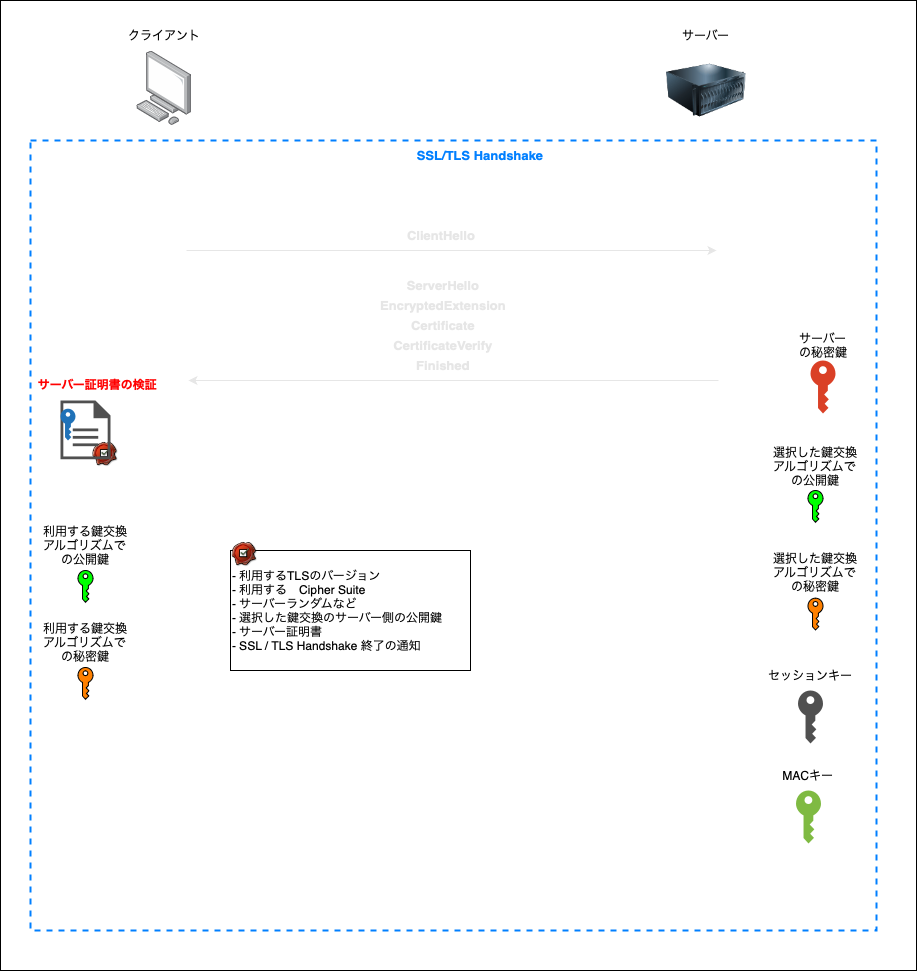 クライアント
サーバー
SSL/TLS Handshake
ClientHello
ServerHello
EncryptedExtension
Certificate
CertificateVerify
Finished
サーバー
の秘密鍵
サーバー証明書の検証
選択した鍵交換
アルゴリズムで
の公開鍵
利用する鍵交換
アルゴリズムで
の公開鍵
- 利用するTLSのバージョン
- 利用する　Cipher Suite
- サーバーランダムなど
- 選択した鍵交換のサーバー側の公開鍵
- サーバー証明書
- SSL / TLS Handshake 終了の通知
選択した鍵交換
アルゴリズムで
の秘密鍵
利用する鍵交換
アルゴリズムで
の秘密鍵
セッションキー
MACキー